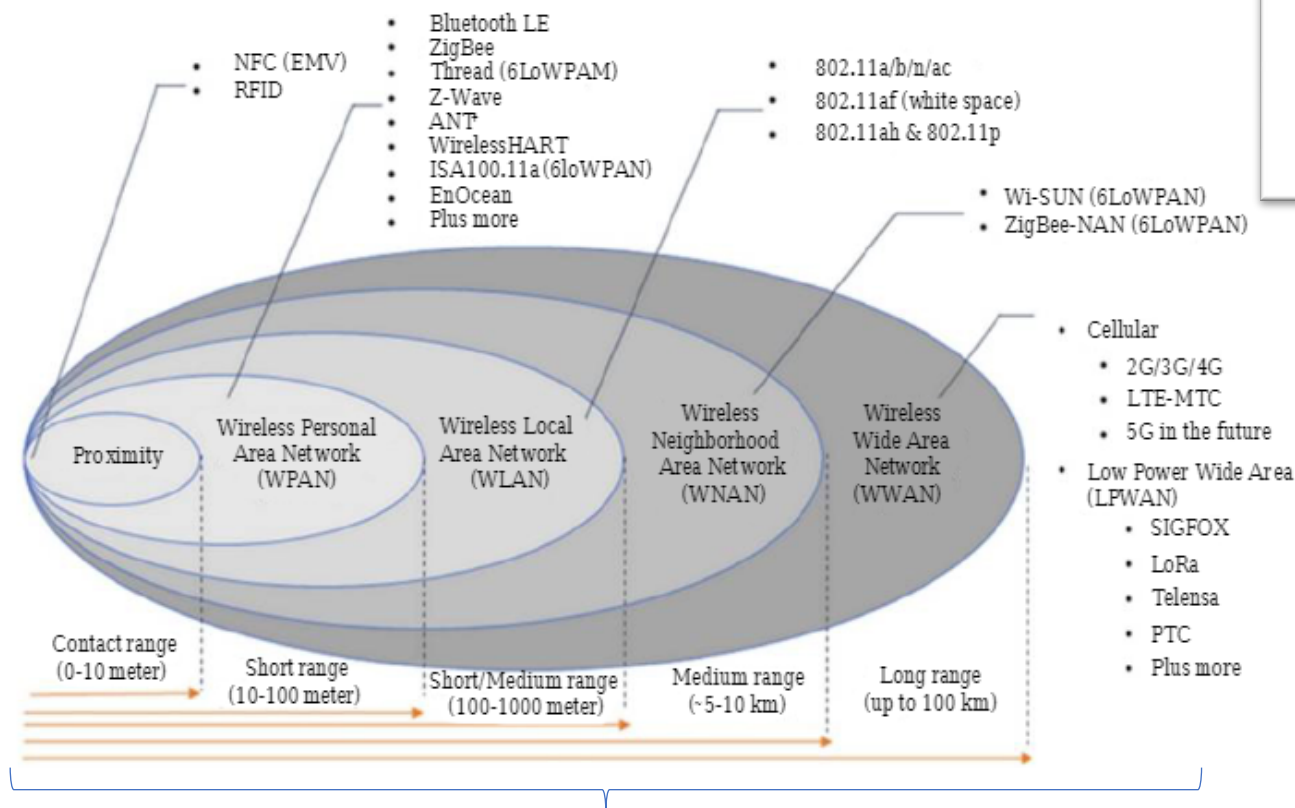 NFC (EMV)
RFID
Bluetooth LE
ZigBee
Thread (6LoWPAM)
Z-Wave
ANT+
WirelessHART
ISA100.11a (6loWPAN)
EnOcean
Plus more
802.11a/b/n/ac
802.11af (white space)
802.11ah & 802.11p
Wi-SUN (6LoWPAN)
ZigBee-NAN (6LoWPAN)
Cellular
2G/3G/4G
LTE-MTC
5G in the future
Low Power Wide Area
(LPWAN)
SIGFOX
LoRa
Telensa
PTC
Plus more
Proximity
Wireless Personal
Area Network
(WPAN)
Wireless Local
Area Network
(WLAN)
Wireless
Neighborhood
Area Network
(WNAN)
Wireless
Wide Area
Network
(WWAN)
Contact range
(0-10 meter)
Short range
(10-100 meter)
Short/Medium range
(100-1000 meter)
Medium range
(~5-10 km)
Long range
(up to 100 km)